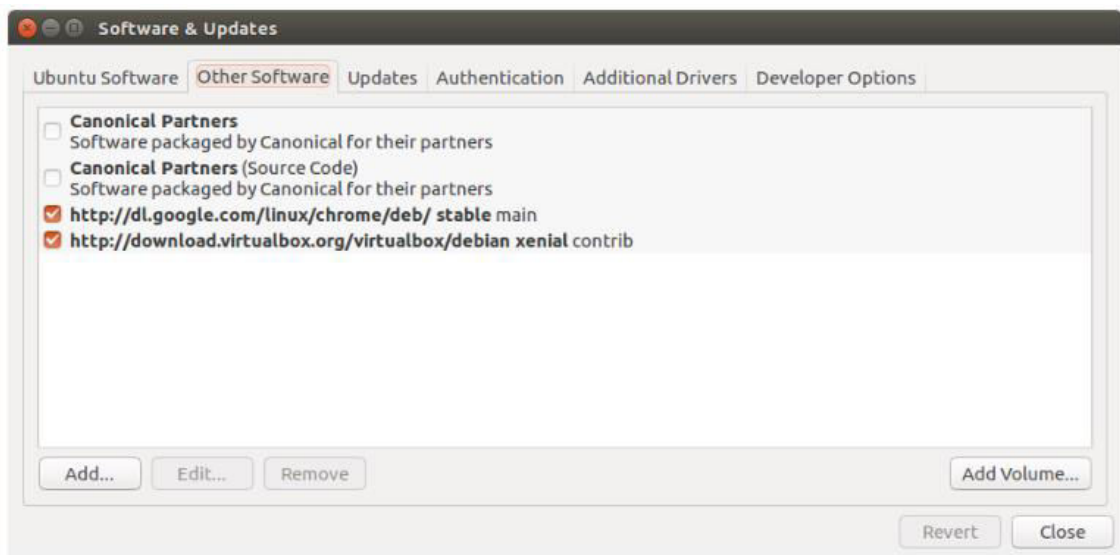 Software & Updates
Ubuntu Software Other Software Updates Authentication Additional Drivers Developer Options
Canonical Partners
Software packaged by Canonical for their partners
Canonical Partners (Source Code)
Software packaged by Canonical for their partners
http://dl.google.com/linux/chrome/deb/ stable main
http://download.virtualbox.org/virtualbox/debian xenial contrib
Add... Edit... Remove Add Volume...
Revert Close